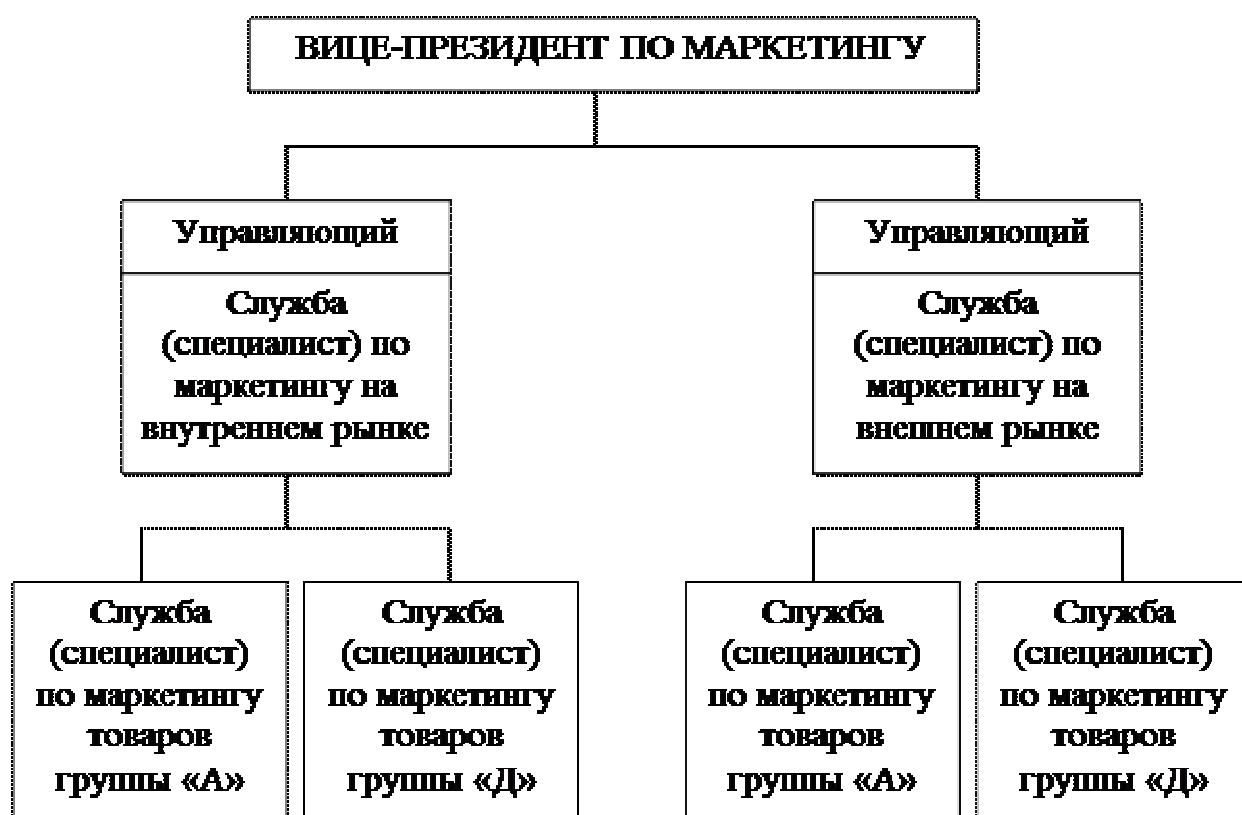 ВИЦЕ-ПРЕЗИДЕНТ ПО МАРКЕТИНГУ
Управляющий
Служба
(специалист) по
маркетингу на
внутреннем рынке
Управляющий
Служба
(специалист) по
маркетингу на
внешнем рынке
Служба
(специалист)
по маркетингу
товаров
группы «А»
Служба
(специалист)
по маркетингу
товаров
группы «Д»
Служба
(специалист)
по маркетингу
товаров
группы «А»
Служба
(специалист)
по маркетингу
товаров
группы «Д»